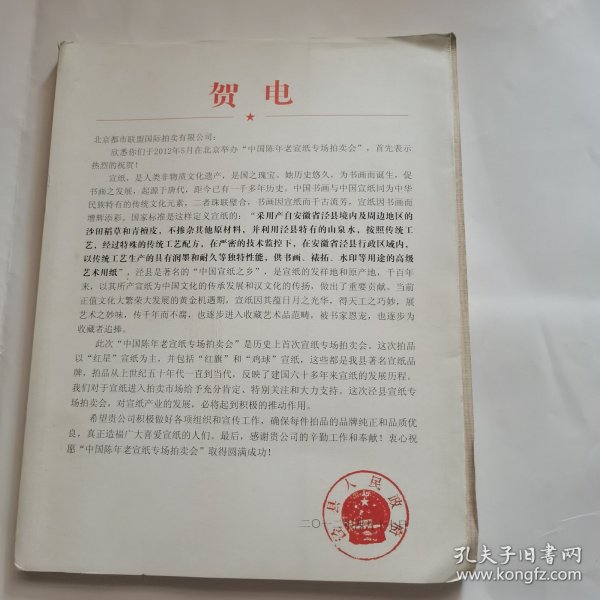 贺电
北京都市联盟国际拍卖有限公司：
欣悉你们于2012年5月在北京举办“中国陈年老宣纸专场拍卖会”，首先表示
热烈的祝贺！
宣纸，是人类非物质文化遗产，是国之瑰宝。她历史悠久，为书画而诞生，促
书画之发展，起源于唐代，距今已有一千多年历史。中国书画与中国宣纸同为中华
民族特有的传统文化元素，二者珠联璧合，书画因宣纸而千古流芳，宣纸因书画而
增辉添彩。国家标准是这样定义宣纸的：“采用产自安徽省泾县境内及周边地区的
沙田稻草和青檀皮，不掺杂其他原材料，并利用泾县特有的山泉水，按照传统工
艺，经过特殊的传统工艺配方，在严密的技术监控下，在安徽省泾县行政区域内，
以传统工艺生产的具有润墨和耐久等独特性能，供书画、裱拓、水印等用途的高级
艺术用纸”，泾县是著名的“中国宣纸之乡”，是宣纸的发祥地和原产地，千百年
来，以其所产宣纸为中国文化的传承发展和汉文化的传扬，做出了重要贡献。当前
正值文化大繁荣大发展的黄金机遇期，宣纸因其蕴日月之光华，得天工之巧妙，展
艺术之妙味，传千年而不腐，也逐步进入收藏艺术品范畴，被书家恩宠，也逐步为
收藏者追捧。
此次“中国陈年老宣纸专场拍卖会”是历史上首次宣纸专场拍卖会。这次拍品
以“红星”宣纸为主，并包括“红旗”和“鸡球”宣纸，这些都是我县著名宣纸品
牌，拍品从上世纪五十年代一直到当代，反映了建国六十多年来宣纸的发展历程。
我们对于宣纸进入拍卖市场给予充分肯定、特别关注和大力支持。这次泾县宣纸专
场拍卖会，对宣纸产业的发展，必将起到积极的推动作用。
希望贵公司积极做好各项组织和宣传工作，确保每件拍品的品牌纯正和品质优
良，真正造福广大喜爱宣纸的人们。最后，感谢贵公司的辛勤工作和奉献！衷心祝
愿“中国陈年老宣纸专场拍卖会”取得圆满成功！
泾县人民政府
二〇一
日
孔夫子旧书网
www.kongfz.com